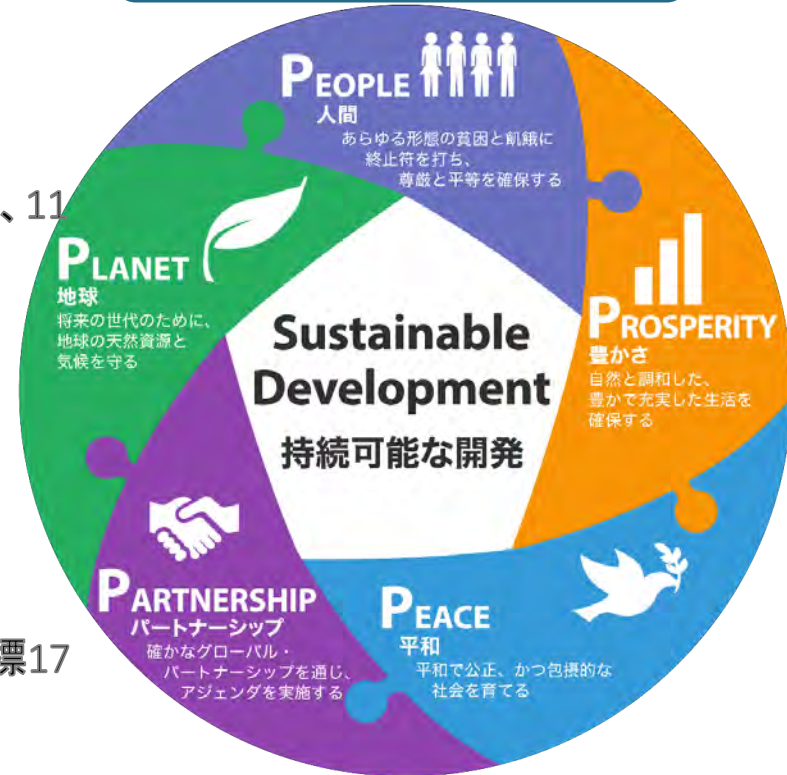 PEOPLE
人間
あらゆる形態の貧困と飢餓に
終止符を打ち、
尊厳と平等を確保する
、11
PLANET
地球
将来の世代のために、
地球の天然資源と
気候を守る
PROSPERITY
豊かさ
自然と調和した、
豊かで充実した生活を
確保する
Sustainable
Development
持続可能な開発
PARTNERSHIP
パートナーシップ
確かなグローバル・
パートナーシップを通じ、
アジェンダを実施する
PEACE
平和
平和で公正、かつ包摂的な
社会を育てる
標17